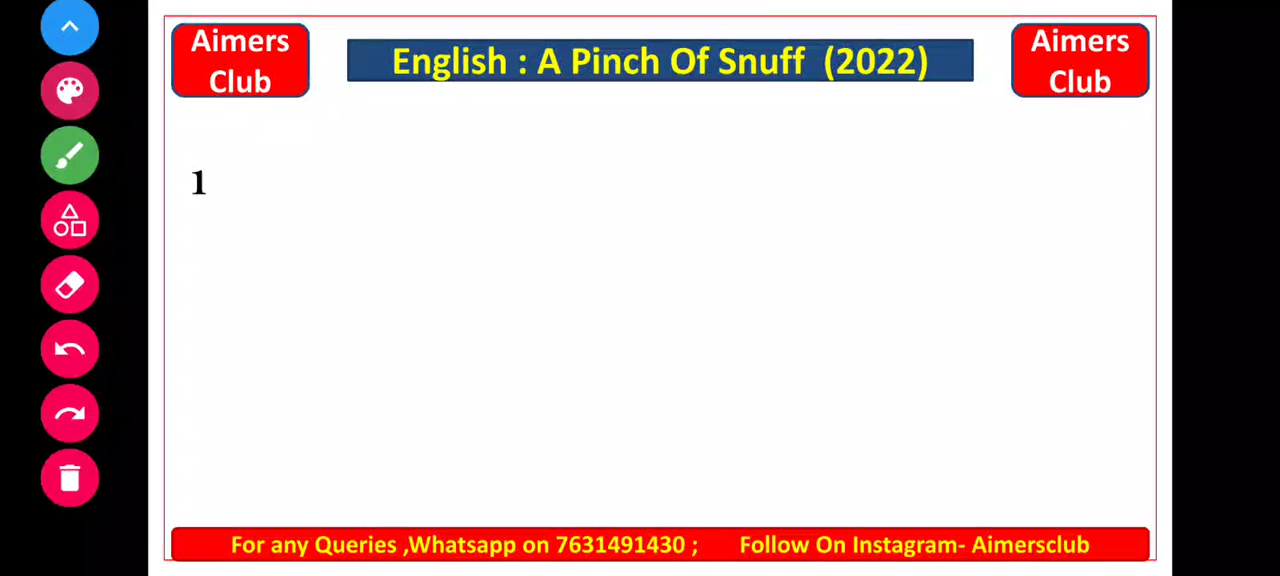 Aimers
Club
English : A Pinch Of Snuff (2022)
Aimers
Club
1
For any Queries ,Whatsapp on 7631491430 ; Follow On Instagram- Aimersclub